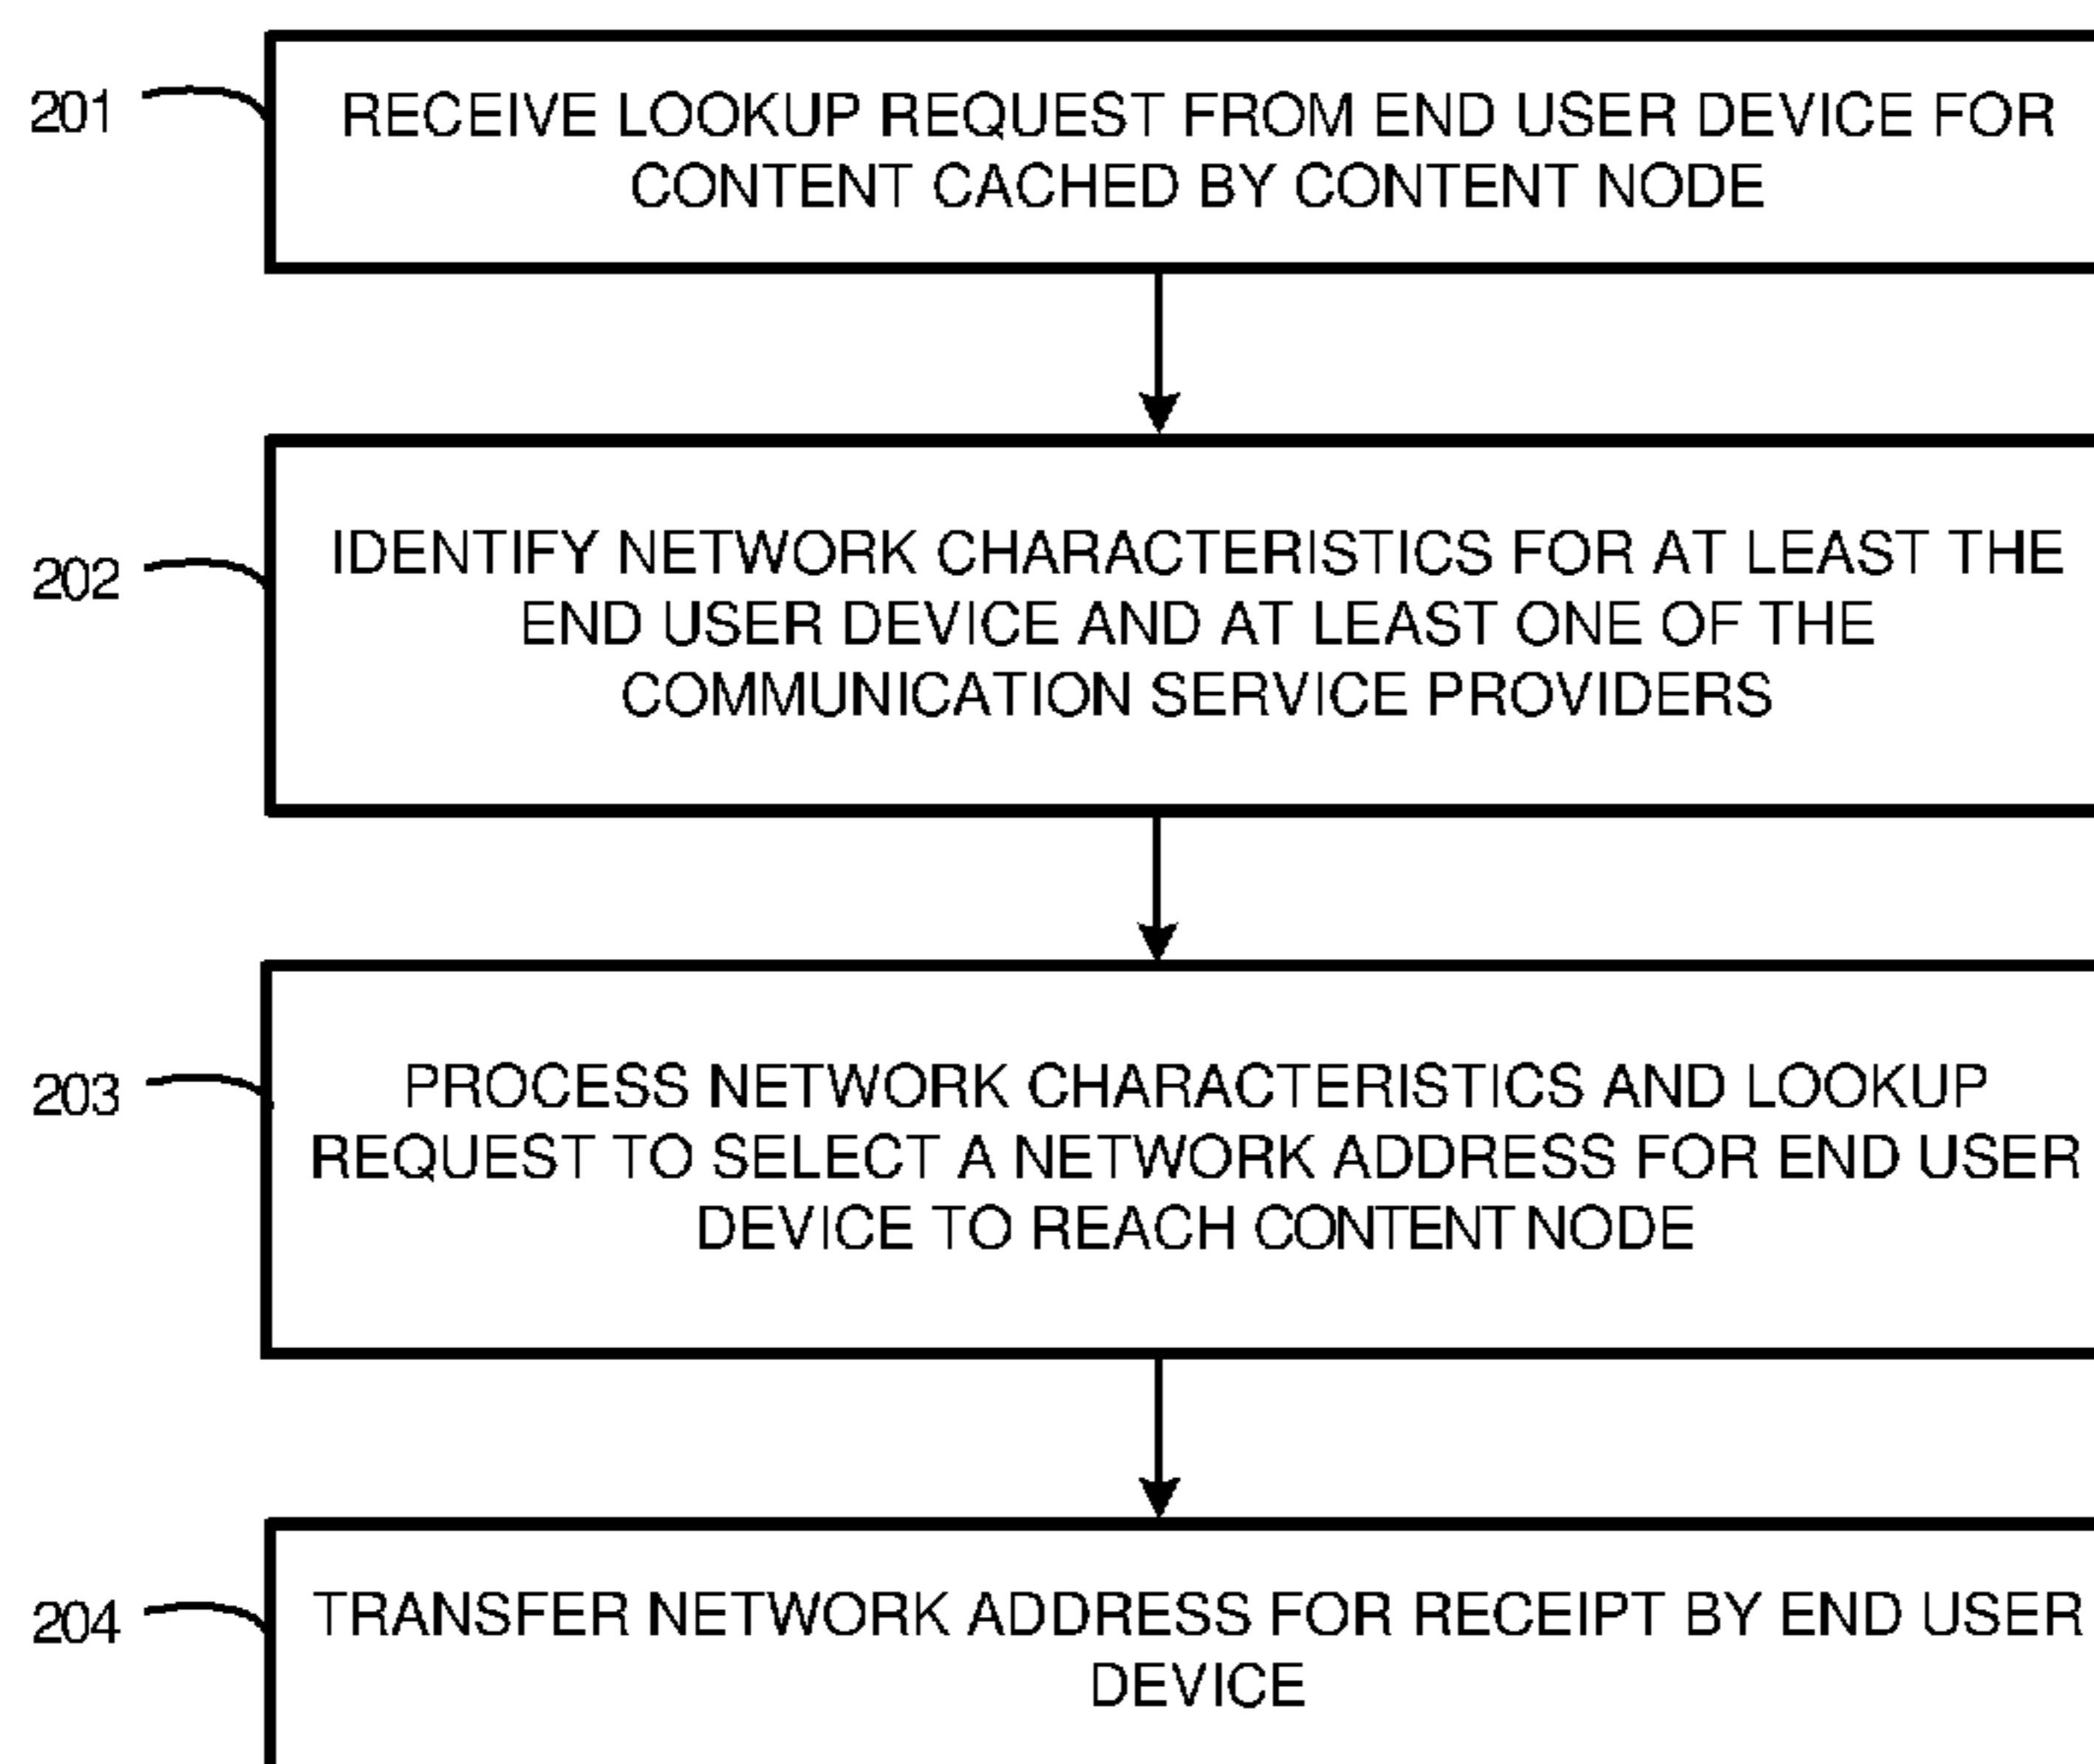 201
RECEIVE LOOKUP REQUEST FROM END USER DEVICE FOR
CONTENT CACHED BY CONTENT NODE
202
IDENTIFY NETWORK CHARACTERISTICS FOR AT LEAST THE
END USER DEVICE AND AT LEAST ONE OF THE
COMMUNICATION SERVICE PROVIDERS
203
PROCESS NETWORK CHARACTERISTICS AND LOOKUP
REQUEST TO SELECT A NETWORK ADDRESS FOR END USER
DEVICE TO REACH CONTENT NODE
204
TRANSFER NETWORK ADDRESS FOR RECEIPT BY END USER
DEVICE